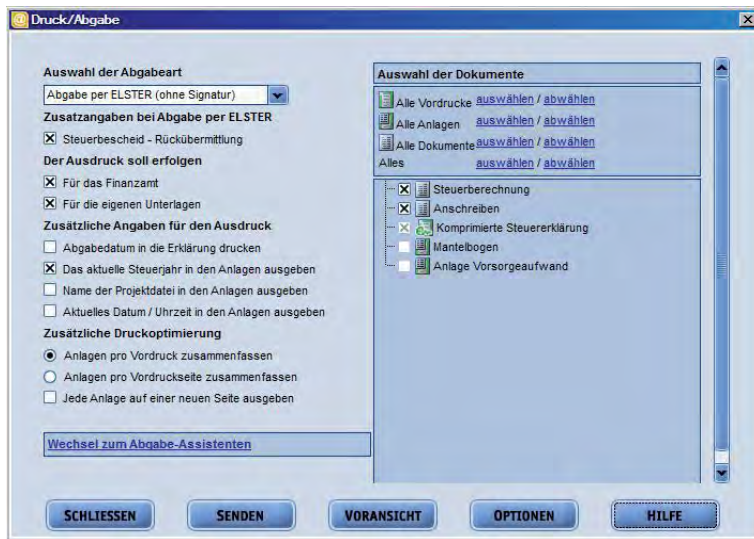 Druck/Abgabe
Auswahl der Abgabeart
Abgabe per ELSTER (ohne Signatur)
Zusatzangaben bei Abgabe per ELSTER
Steuerbescheid - Rückübermittlung
Der Ausdruck soll erfolgen
Für das Finanzamt
Für die eigenen Unterlagen
Zusätzliche Angaben für den Ausdruck
Abgabedatum in die Erklärung drucken
Das aktuelle Steuerjahr in den Anlagen ausgeben
Name der Projektdatei in den Anlagen ausgeben
Aktuelles Datum / Uhrzeit in den Anlagen ausgeben
Zusätzliche Druckoptimierung
Anlagen pro Vordruck zusammenfassen
Anlagen pro Vordruckseite zusammenfassen
Jede Anlage auf einer neuen Seite ausgeben
Wechsel zum Abgabe-Assistenten
Auswahl der Dokumente
Alle Vordrucke auswählen / abwählen
Alle Anlagen auswählen / abwählen
Alle Dokumente auswählen / abwählen
Alles auswählen / abwählen
Steuerberechnung
Anschreiben
Komprimierte Steuererklärung
Mantelbogen
Anlage Vorsorgeaufwand
SCHLIESSEN SENDEN VORANSICHT OPTIONEN HILFE